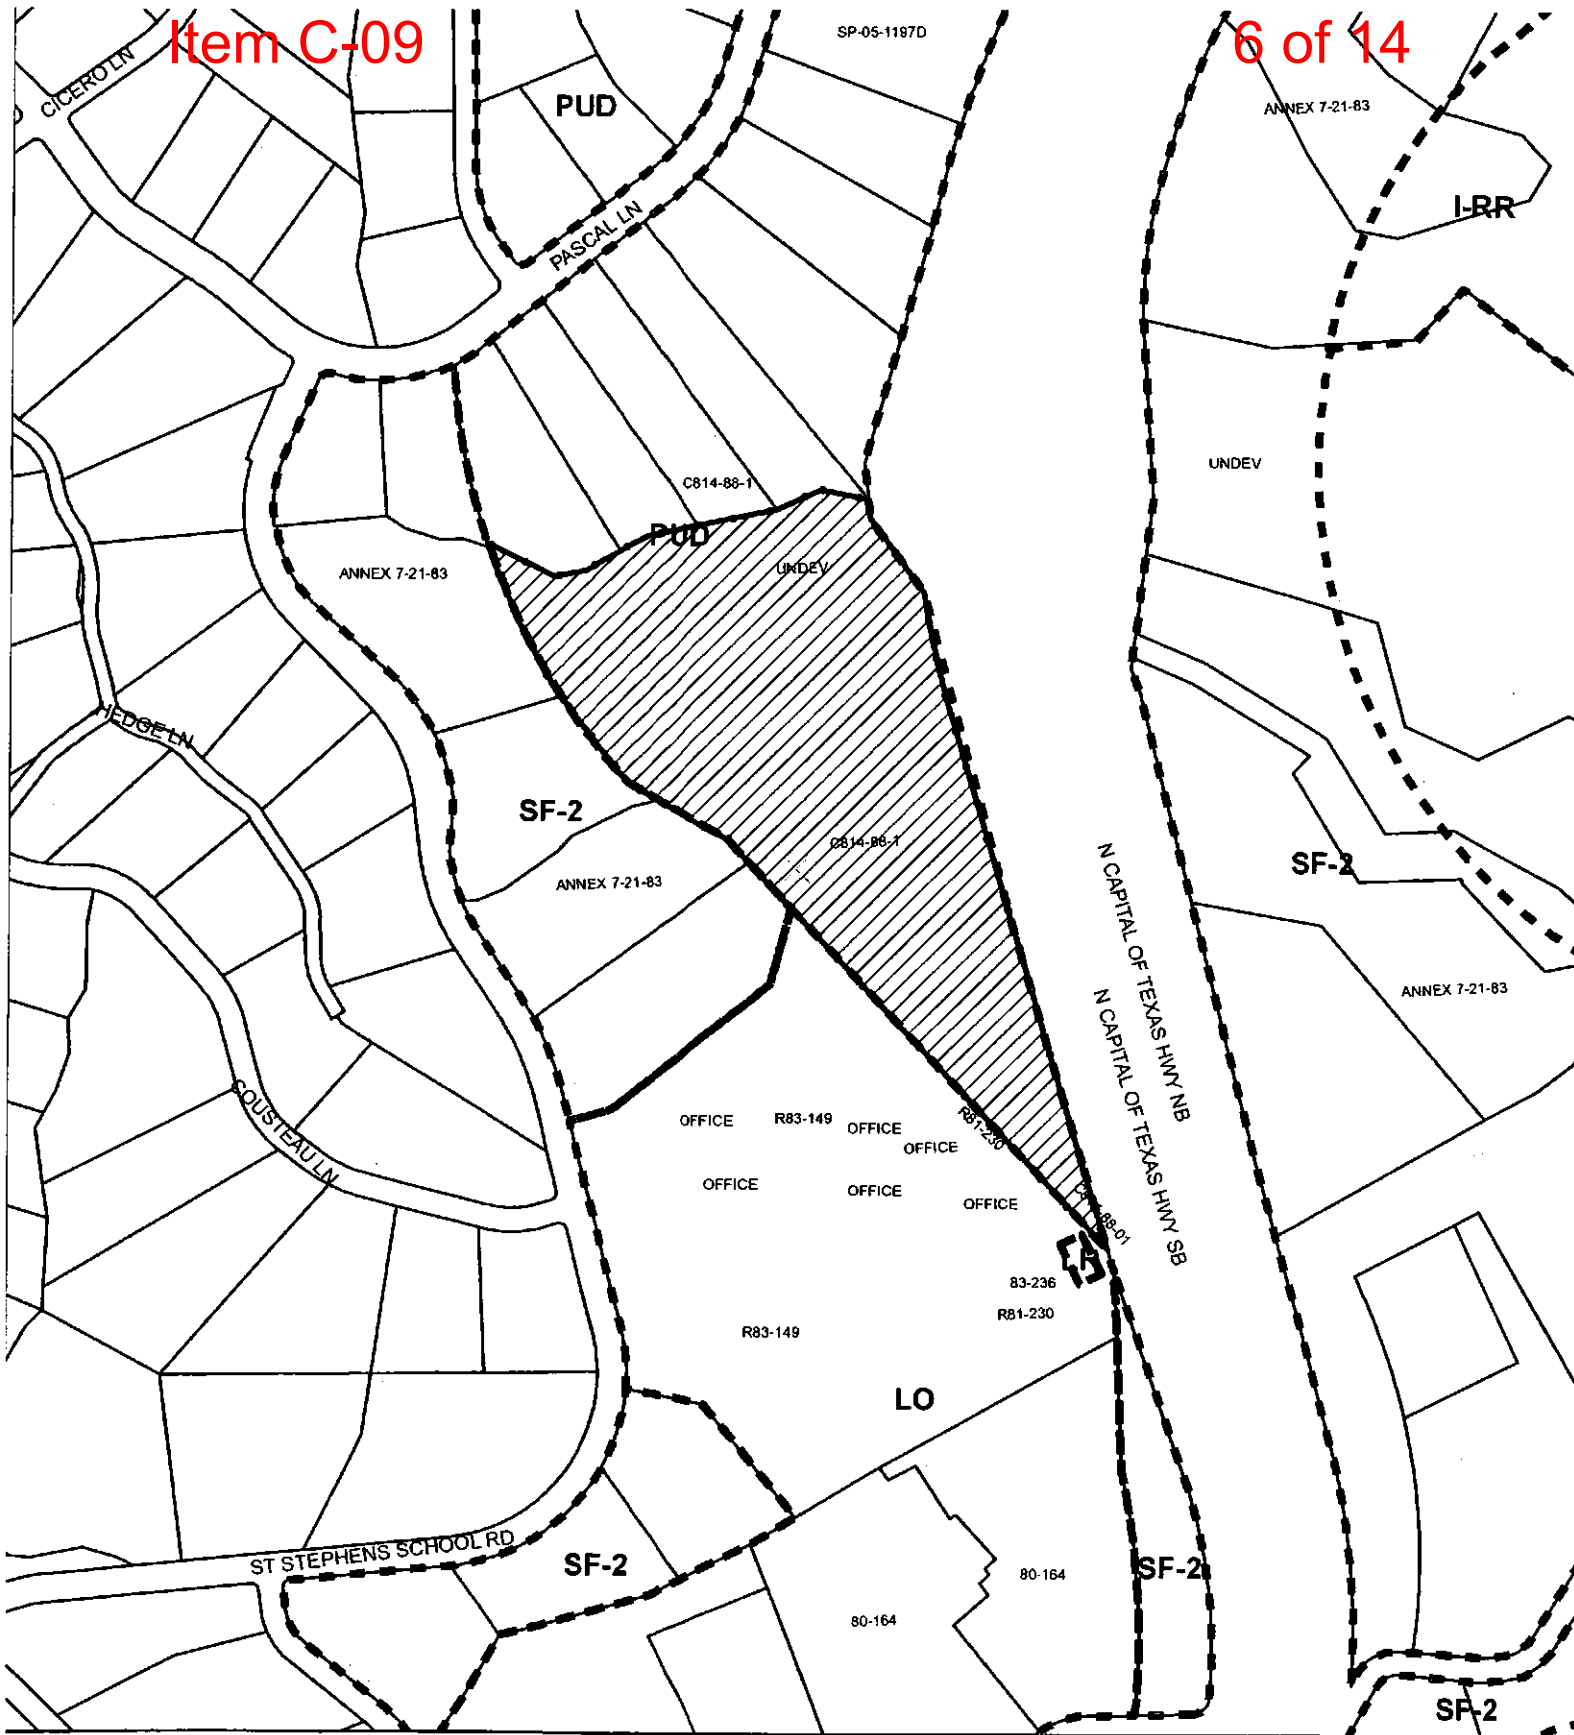 Item C-09
6 of 14
SP-05-1197D
CICERO LN
PUD
ANNEX 7-21-83
I-RR
PASCAL LN
UNDEV
C814-88-1
PUD
UNDEV
ANNEX 7-21-83
HEDGE LN
SF-2
C814-88-1
SF-2
ANNEX 7-21-83
N CAPITAL OF TEXAS HWY NB
ANNEX 7-21-83
N CAPITAL OF TEXAS HWY SB
COUSTEAU LN
OFFICE
R83-149
OFFICE
R81-230
OFFICE
OFFICE
OFFICE
OFFICE
83-236
R81-230
R83-149
LO
ST STEPHENS SCHOOL RD
SF-2
80-164
SF-2
80-164
SF-2